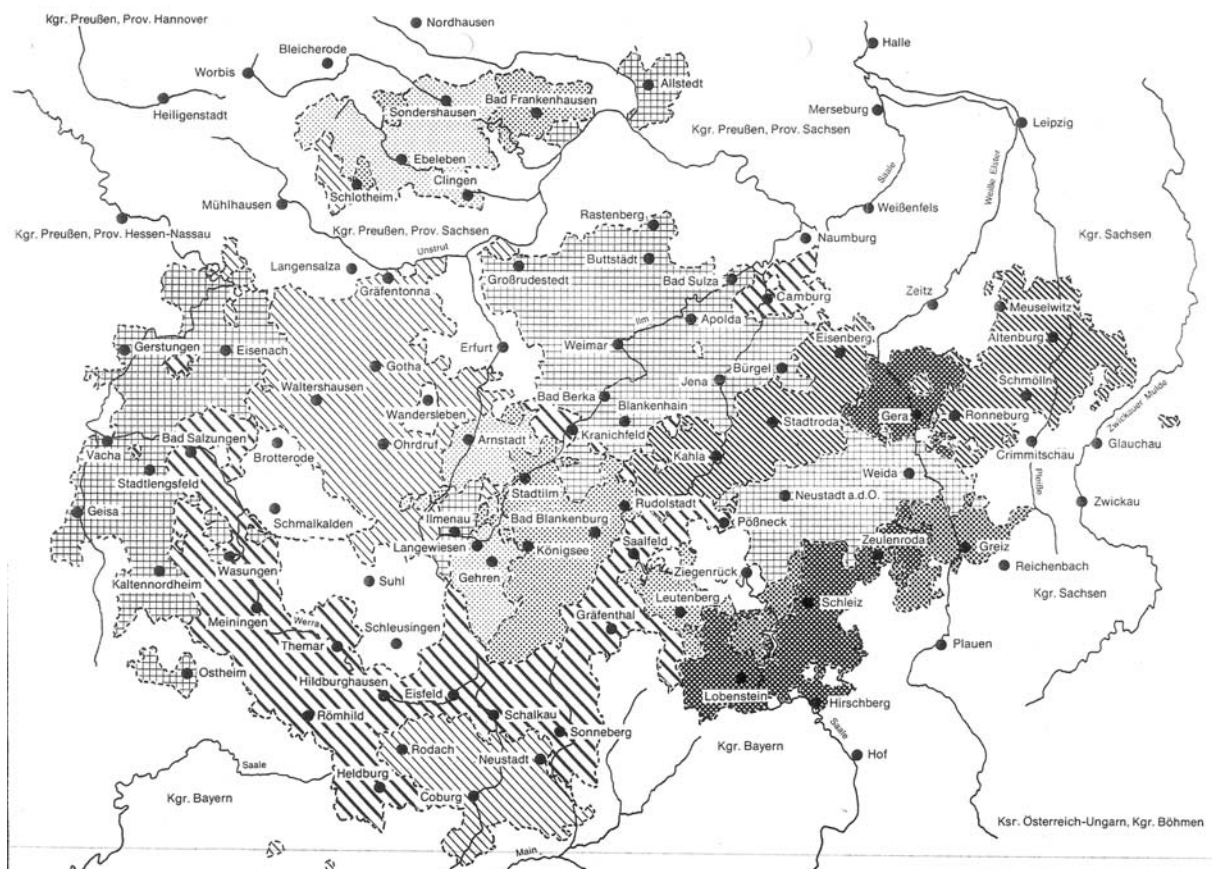 Kgr. Preußen, Prov. Hannover
Nordhausen
Halle
Bleicherode
Worbis
Allstedt
Heiligenstadt
Sondershausen
Bad Frankenhausen
Merseburg
Leipzig
Kgr. Preußen, Prov. Sachsen
Ebeleben
Clingen
Schlotheim
Saale
Weiße Elster
Mühlhausen
Rastenberg
Weißenfels
Kgr. Preußen, Prov. Hessen-Nassau
Kgr. Preußen, Prov. Sachsen
Naumburg
Kgr. Sachsen
Unstrut
Langensalza
Buttstädt
Gräfentonna
Großrudestedt
Bad Sulza
Camburg
Zeitz
Meuselwitz
Ilm
Apolda
Altenburg
Gerstungen
Eisenach
Erfurt
Weimar
Eisenberg
Gotha
Bürgel
Jena
Waltershausen
Schmölln
Zwickauer Mulde
Wandersleben
Bad Berka
Blankenhain
Stadtroda
Gera
Ronneburg
Bad Salzungen
Arnstadt
Kranichfeld
Vacha
Brotterode
Ohrdruf
Kahla
Crimmitschau
Glauchau
Stadtlengsfeld
Stadtilm
Weida
Pleiße
Geisa
Schmalkalden
Ilmenau
Bad Blankenburg
Rudolstadt
Neustadt a.d.O.
Zwickau
Pößneck
Langewiesen
Königsee
Saalfeld
Zeulenroda
Greiz
Wasungen
Gehren
Kaltennordheim
Suhl
Ziegenrück
Reichenbach
Leutenberg
Schleiz
Kgr. Sachsen
Meiningen
Werra
Schleusingen
Gräfenthal
Themar
Plauen
Ostheim
Hildburghausen
Eisfeld
Lobenstein
Hirschberg
Römhild
Schalkau
Sonneberg
Saale
Rodach
Neustadt
Kgr. Bayern
Hof
Saale
Heldburg
Kgr. Bayern
Coburg
Ksr. Österreich-Ungarn, Kgr. Böhmen
Main